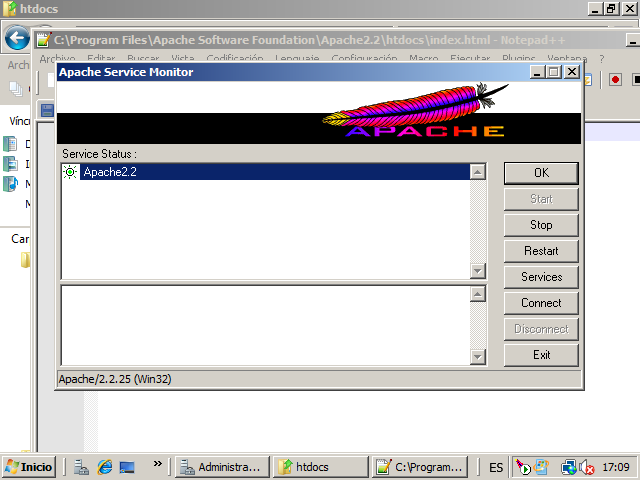 htdocs
C:\Program Files\Apache Software Foundation\Apache2.2\htdocs\index.html - Notepad++
Archivo Editar Buscar Vista Codificación Lenguaje Configuración Macro Ejecutar Plugins Ventana ?
Apache Service Monitor
APACHE
Service Status :
Apache2.2
OK
Start
Stop
Restart
Services
Connect
Disconnect
Exit
Apache/2.2.25 (Win32)
Arch
Vínc
D
I
M
M
Car
Inicio
»
Administra...
htdocs
C:\Program...
ES
17:09